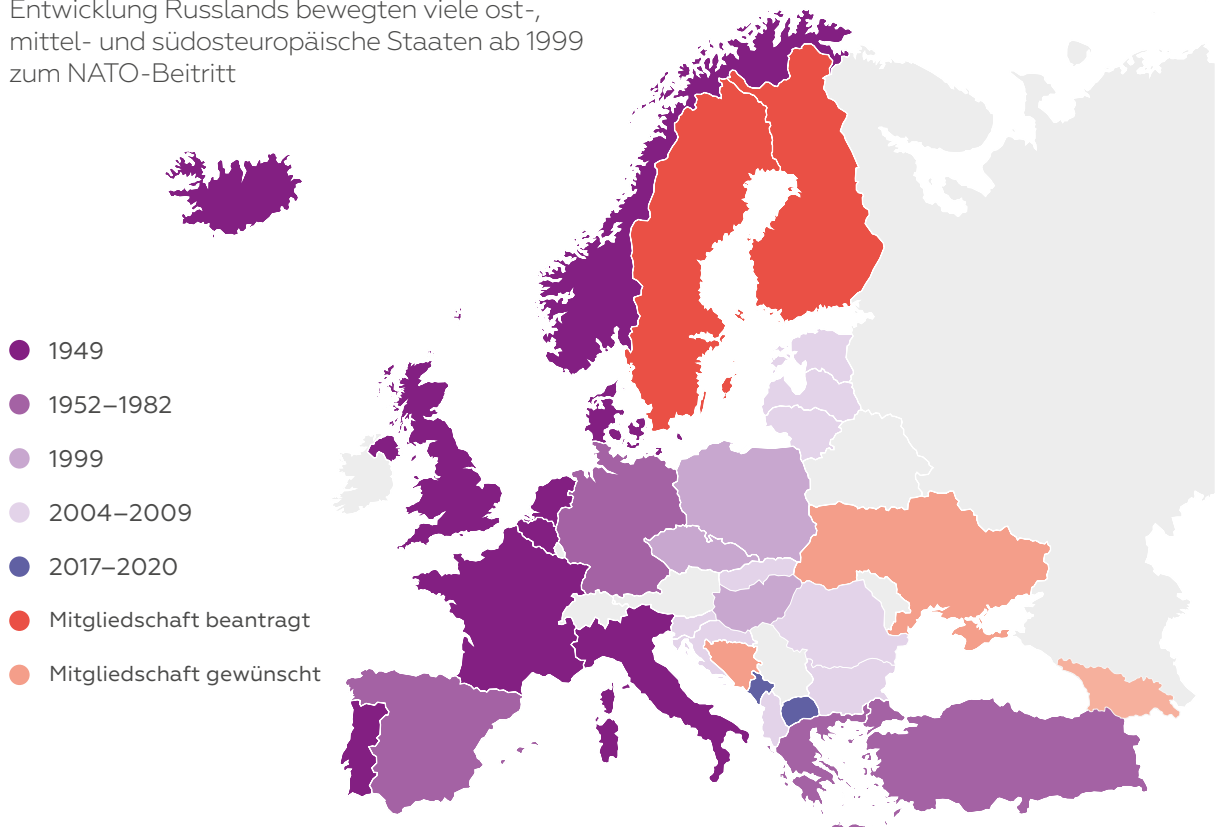 Entwicklung Russlands bewegten viele ost-,
mittel- und südosteuropäische Staaten ab 1999
zum NATO-Beitritt
1949
1952–1982
1999
2004–2009
2017–2020
Mitgliedschaft beantragt
Mitgliedschaft gewünscht